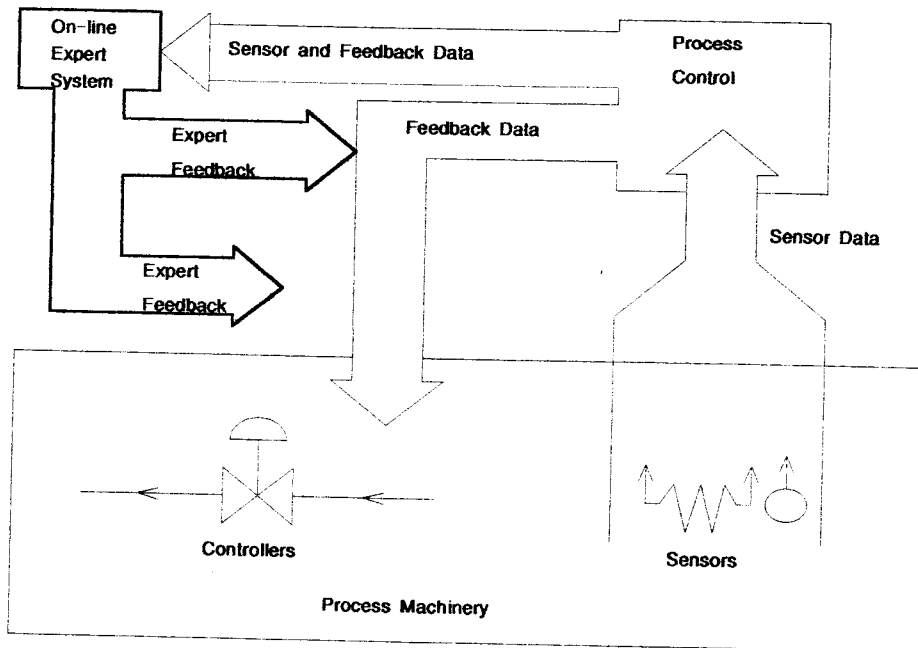 On-line
Expert
System
Sensor and Feedback Data
Process
Control
Expert
Feedback
Feedback Data
Sensor Data
Expert
Feedback
Controllers
Sensors
Process Machinery